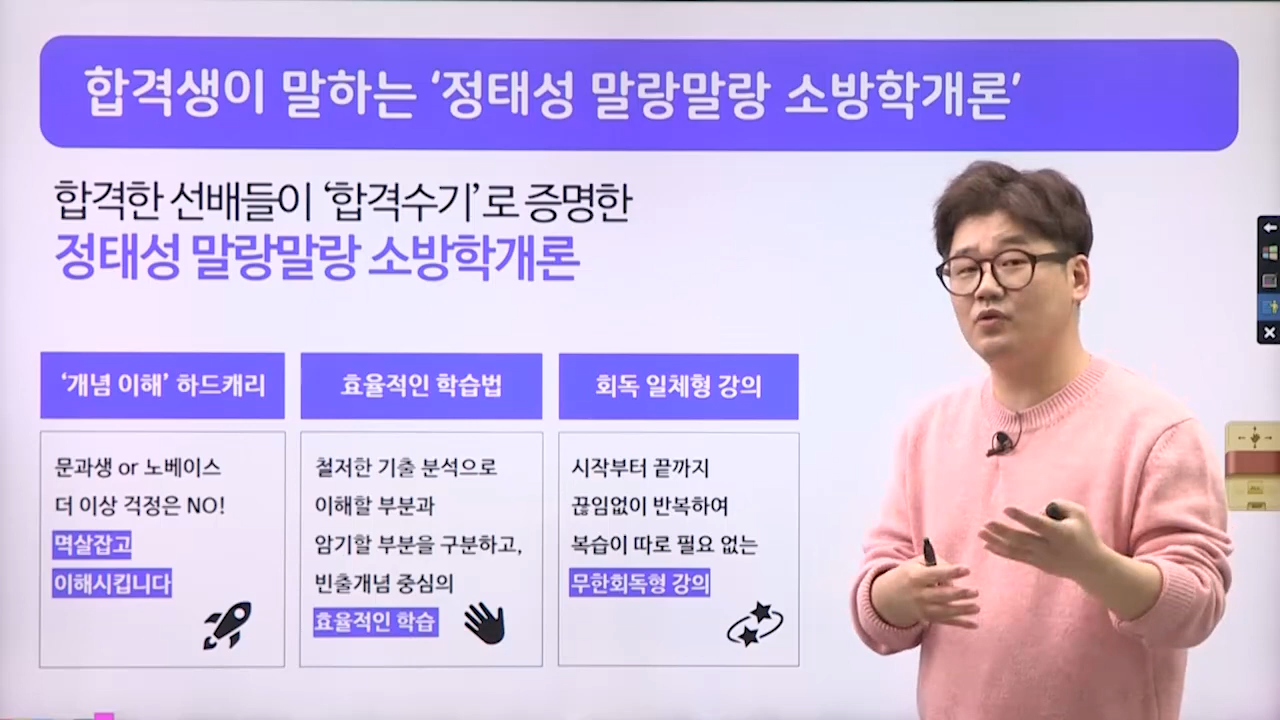 합격생이 말하는 ‘정태성 말랑말랑 소방학개론’
합격한 선배들이 ‘합격수기’로 증명한
정태성 말랑말랑 소방학개론
‘개념 이해’ 하드캐리
문과생 or 노베이스
더 이상 걱정은 NO!
멱살잡고
이해시킵니다
효율적인 학습법
철저한 기출 분석으로
이해할 부분과
암기할 부분을 구분하고,
빈출개념 중심의
효율적인 학습
회독 일체형 강의
시작부터 끝까지
끊임없이 반복하여
복습이 따로 필요 없는
무한회독형 강의